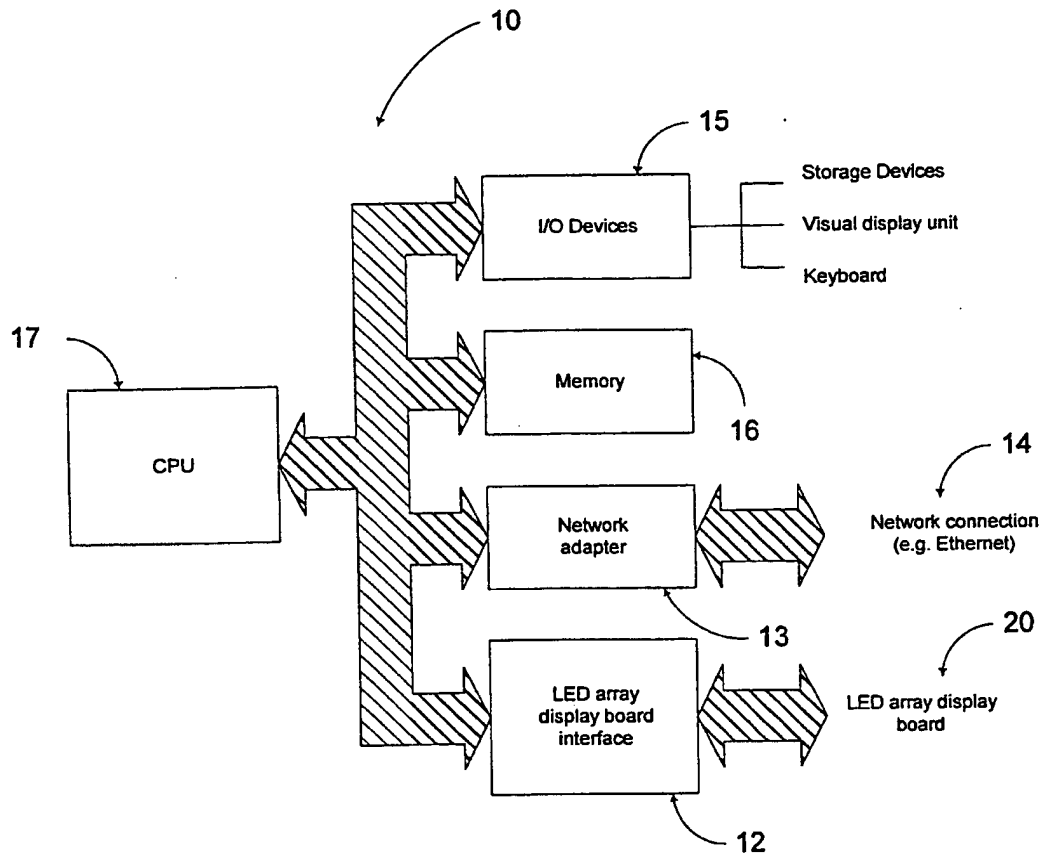 10
15
Storage Devices
I/O Devices
Visual display unit
Keyboard
17
Memory
16
CPU
14
Network
adapter
Network connection
(e.g. Ethernet)
13
20
LED array
display board
interface
LED array display
board
12